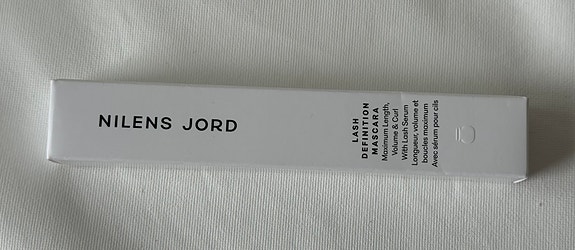 NILENS JORD
LASH
DEFINITION
MASCARA
Maximum Length,
Volume & Curl
With Lash Serum
Longueur, volume et
boucles maximum
Avec sérum pour cils